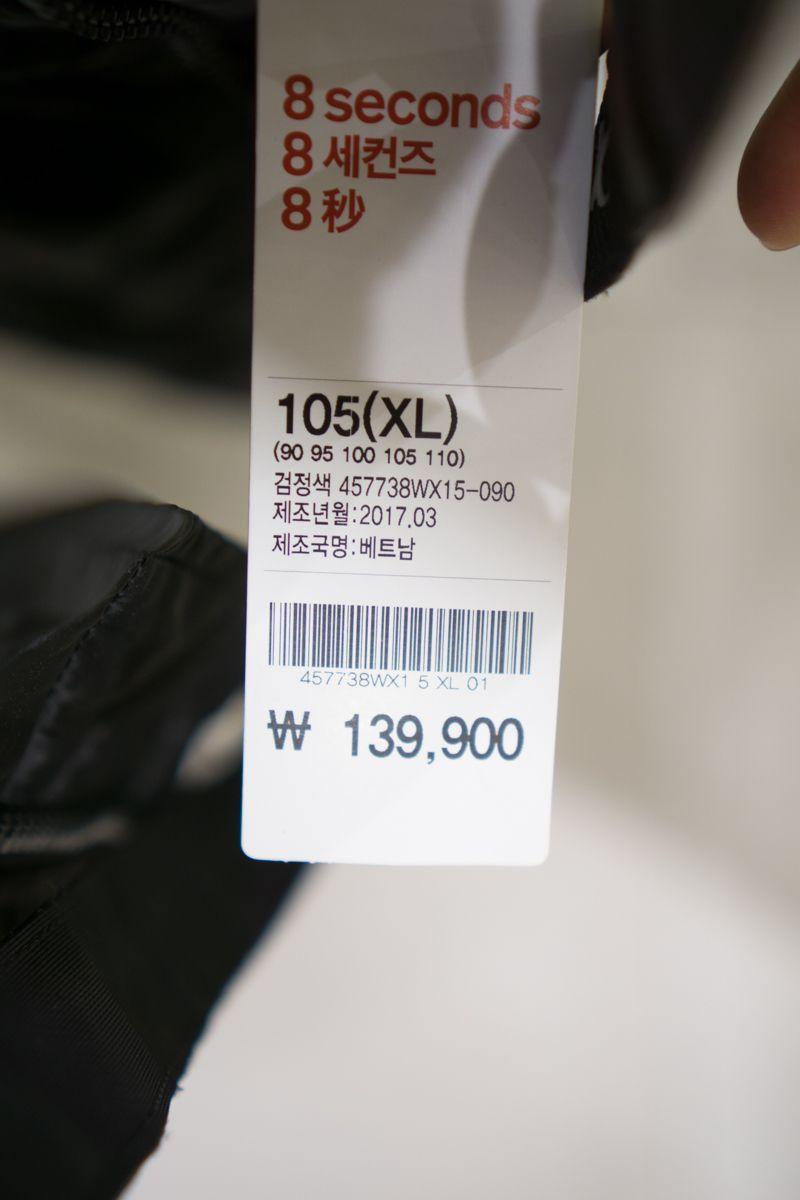 8 seconds
8 세컨즈
8 秒
105(XL)
(90 95 100 105 110)
검정색 457738WX15-090
제조년월:2017.03
제조국명:베트남
457738WX1 5 XL 01
₩ 139,900